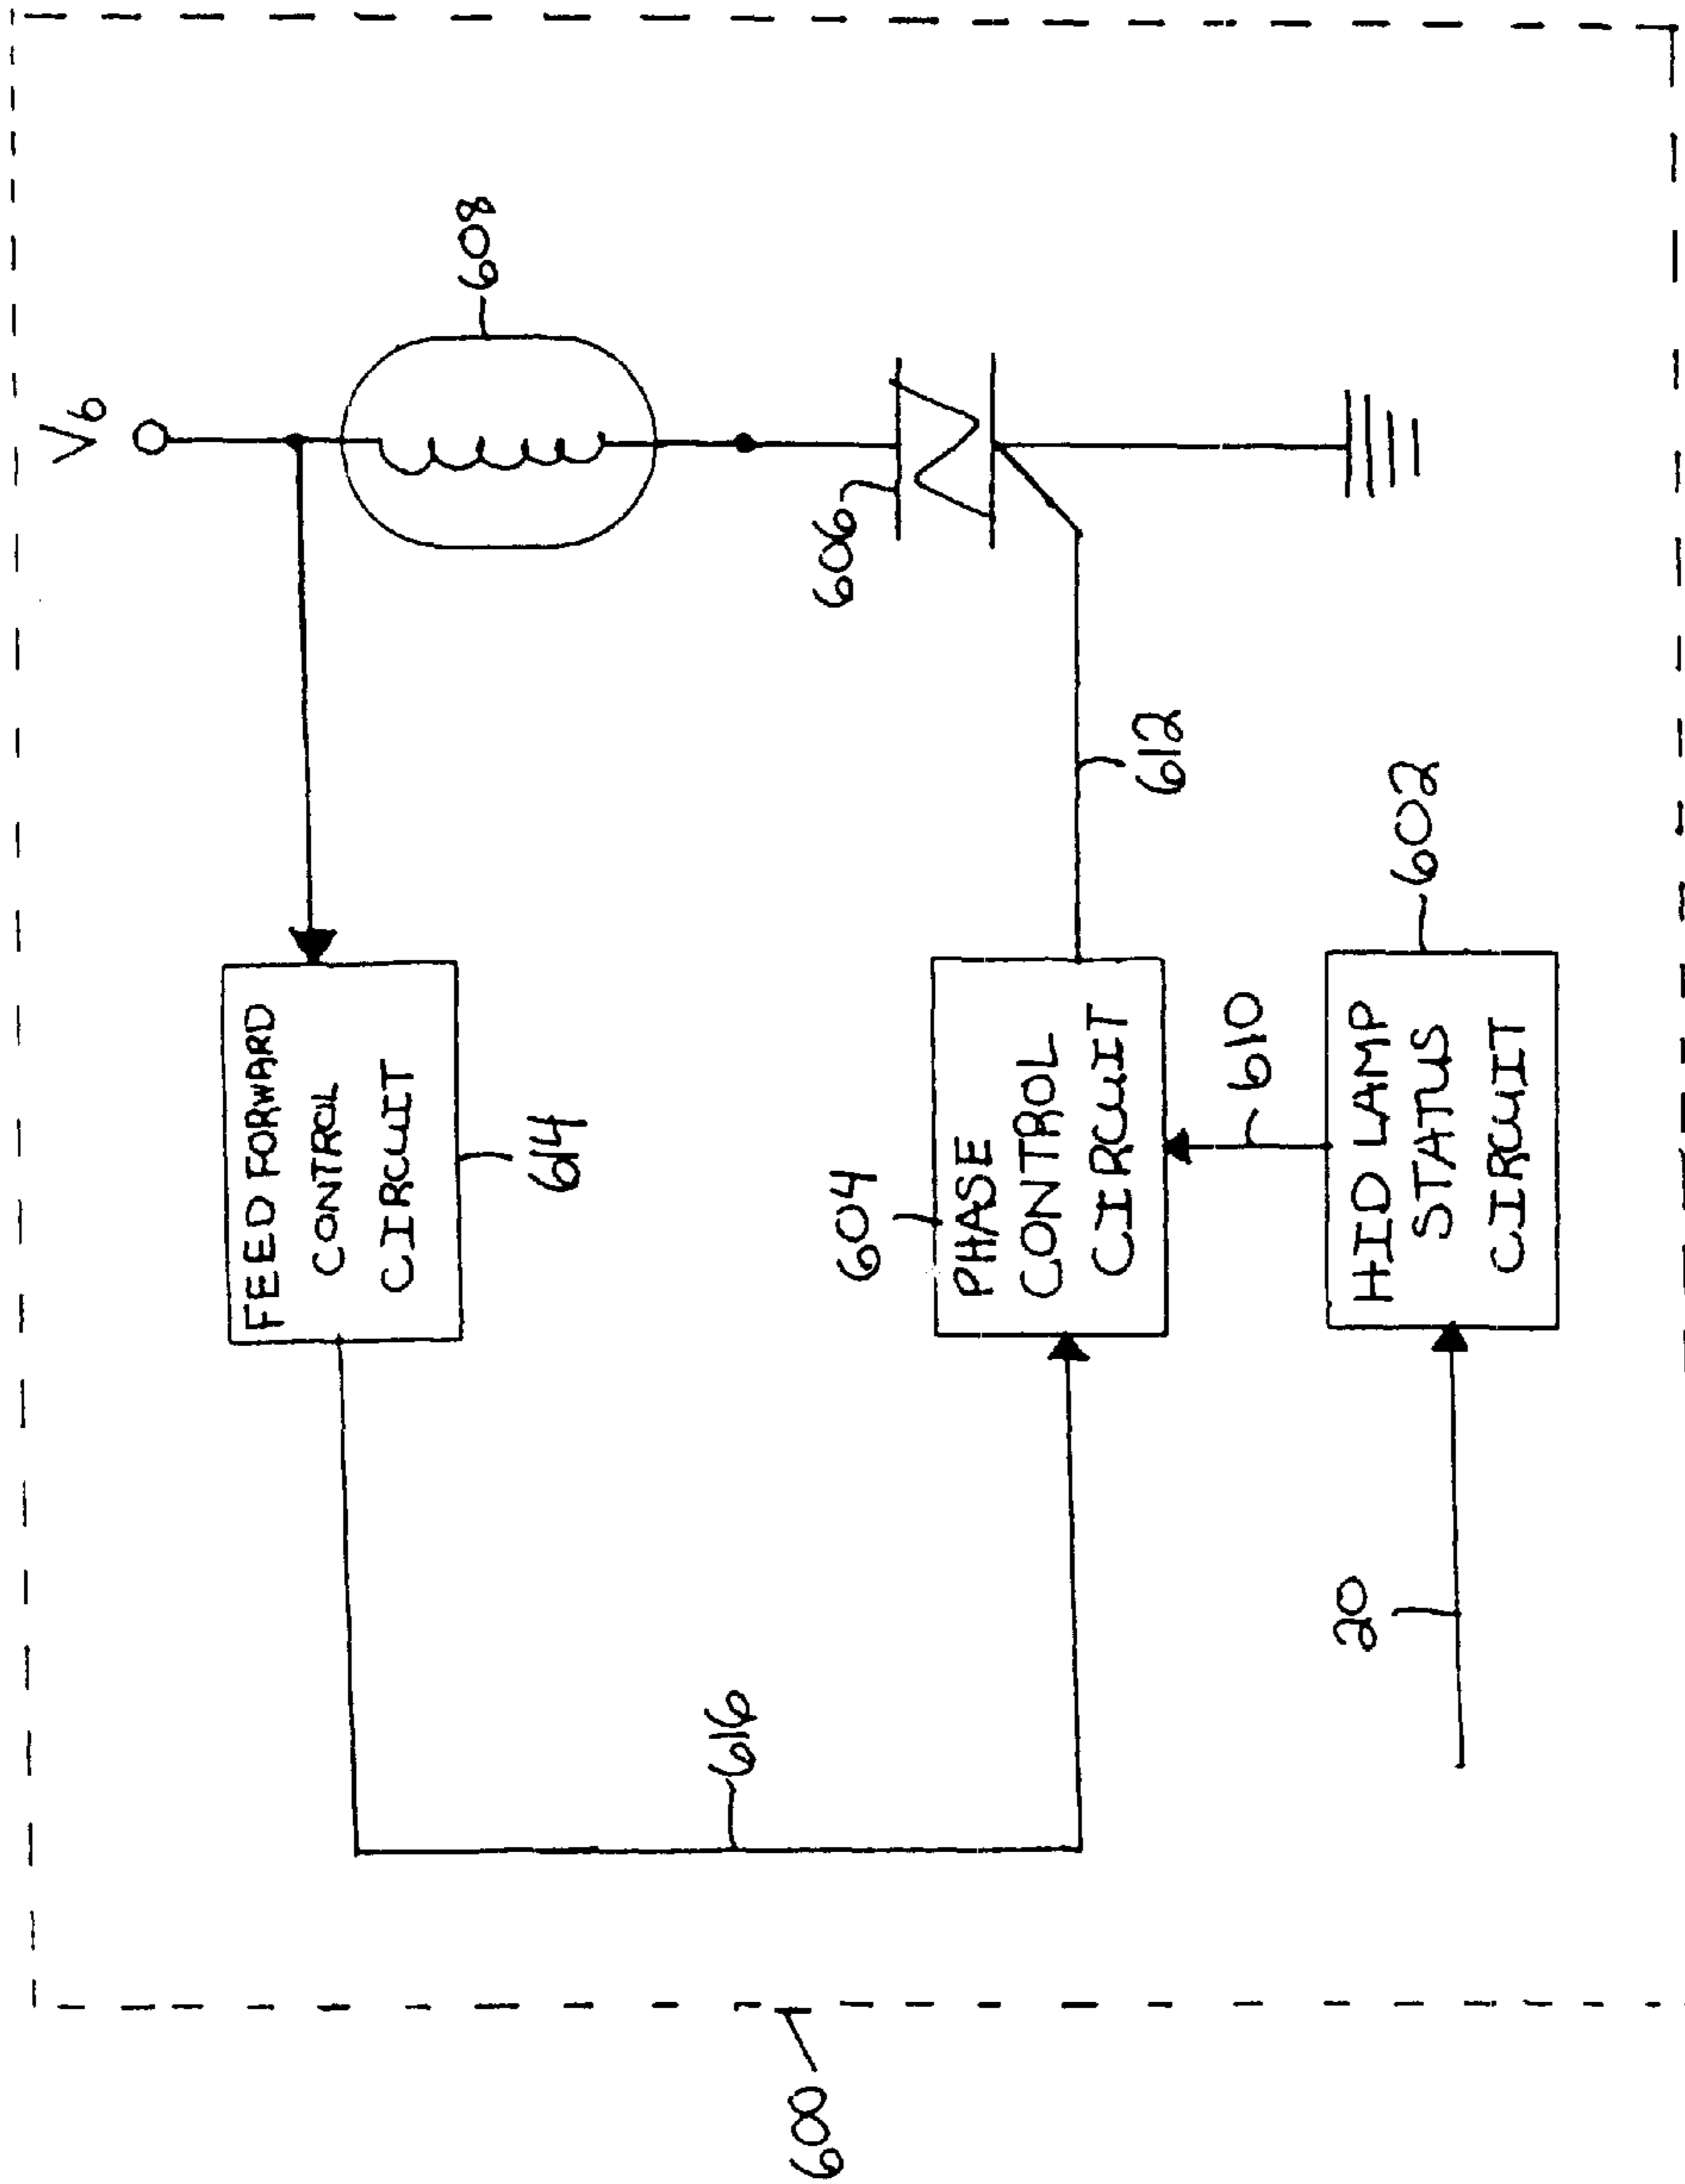 V6
FEED FORWARD
CONTROL
CIRCUIT
608
614
616
600
606
604
PHASE
CONTROL
CIRCUIT
612
610
20
HID LAMP
STATUS
CIRCUIT
602